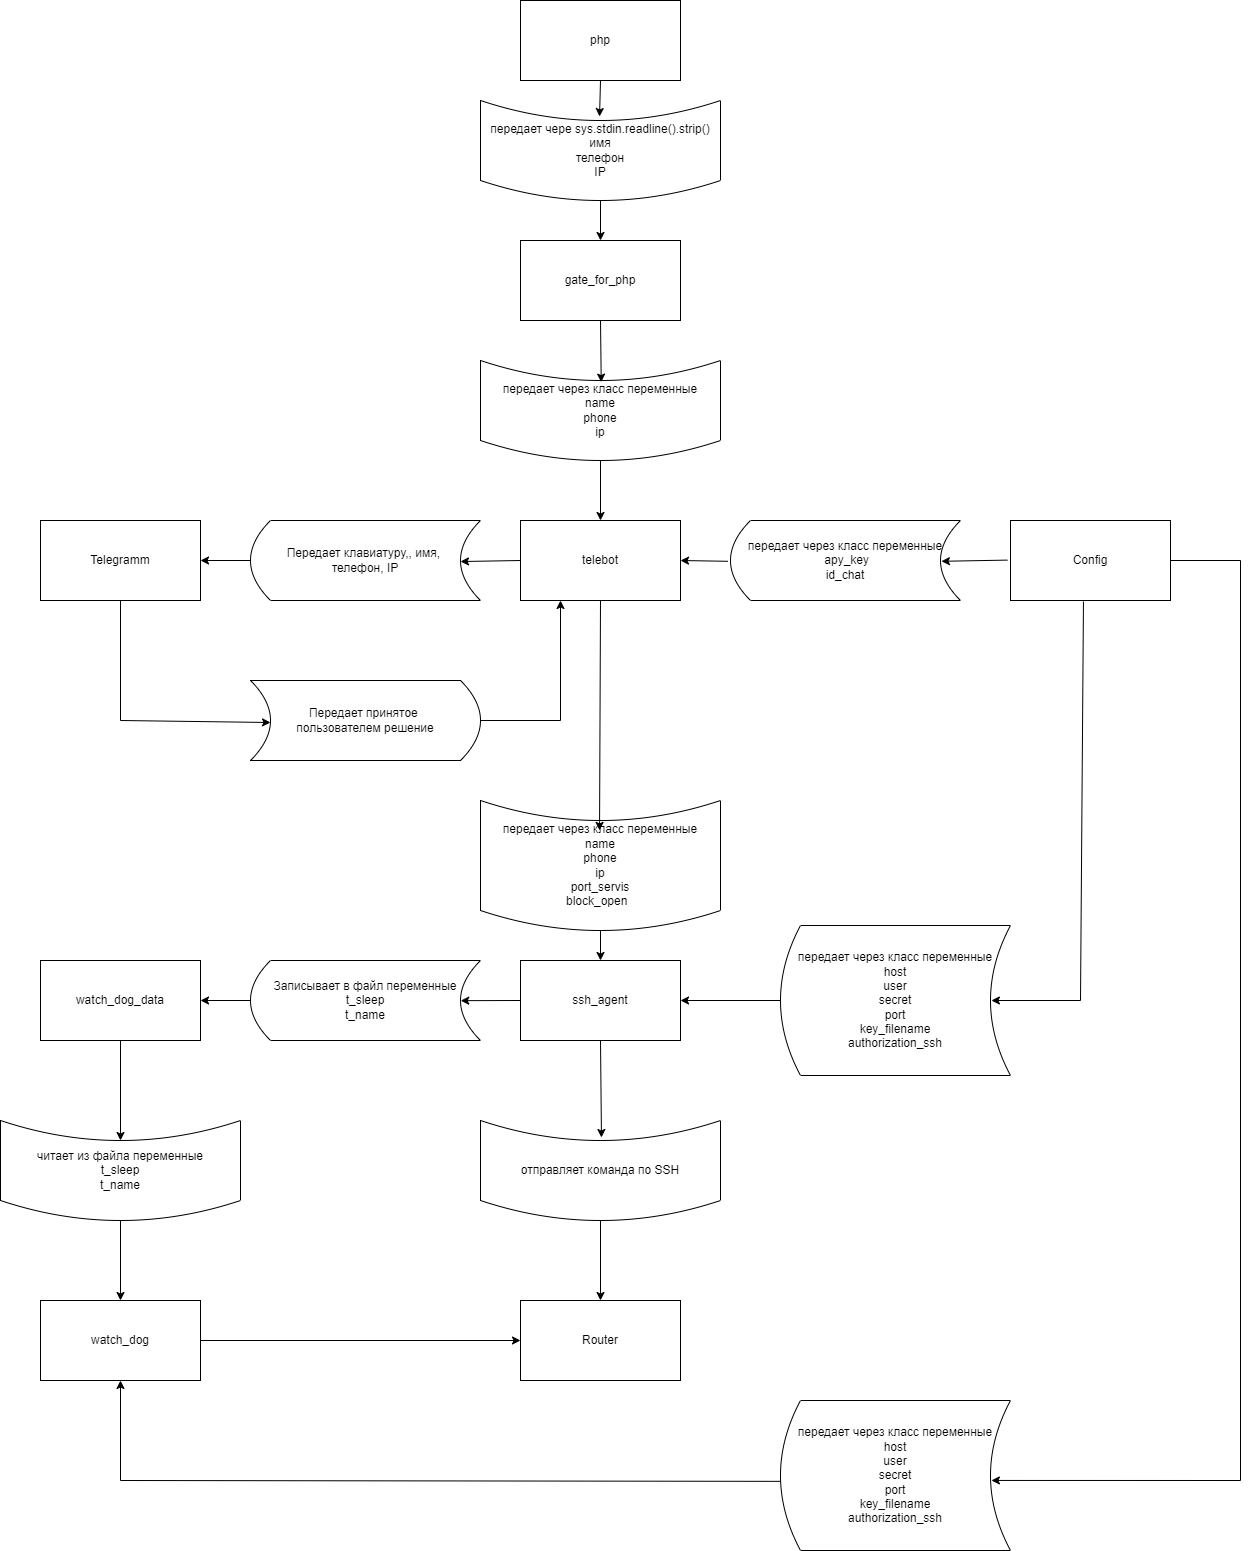 php
передает чере sys.stdin.readline().strip()
имя
телефон
IP
gate_for_php
передает через класс переменные
name
phone
ip
Telegramm
Передает клавиатуру,, имя,
телефон, IP
telebot
передает через класс переменные
apy_key
id_chat
Config
Передает принятое
пользователем решение
передает через класс переменные
name
phone
ip
port_servis
block_open
watch_dog_data
Записывает в файл переменные
t_sleep
t_name
ssh_agent
передает через класс переменные
host
user
secret
port
key_filename
authorization_ssh
читает из файла переменные
t_sleep
t_name
отправляет команда по SSH
watch_dog
Router
передает через класс переменные
host
user
secret
port
key_filename
authorization_ssh